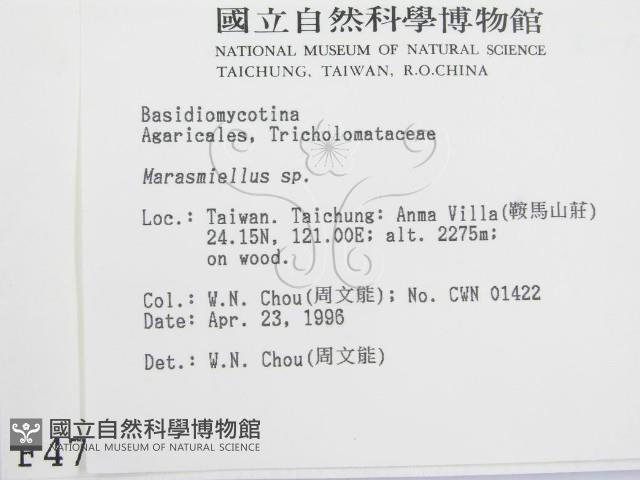 國立自然科學博物館
NATIONAL MUSEUM OF NATURAL SCIENCE
TAICHUNG, TAIWAN, R.O.CHINA
Basidiomycotina
Agaricales, Tricholomataceae
Marasmiellus sp.
Loc.: Taiwan. Taichung: Anma Villa(鞍馬山莊)
24.15N, 121.00E; alt. 2275m;
on wood.
Col.: W.N. Chou(周文能); No. CWN 01422
Date: Apr. 23, 1996
Det.: W.N. Chou(周文能)
國立自然科學博物館
NATIONAL MUSEUM OF NATURAL SCIENCE
F47